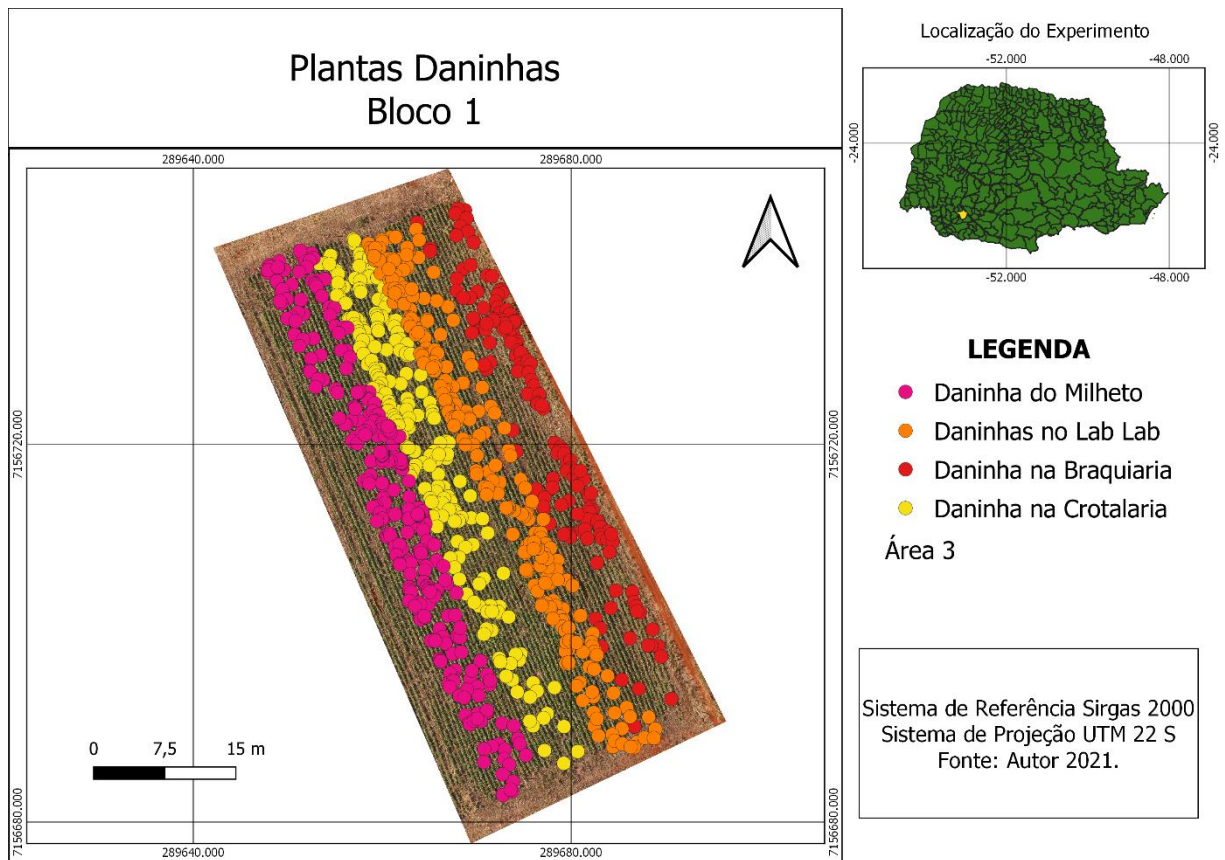 Plantas Daninhas
Bloco 1
289640.000
289680.000
7156720.000
7156720.000
7156680.000
7156680.000
0 7,5 15 m
289640.000
289680.000
Localização do Experimento
-52.000
-48.000
-24.000
-24.000
-52.000
-48.000
LEGENDA
Daninha do Milheto
Daninhas no Lab Lab
Daninha na Braquiaria
Daninha na Crotalaria
Área 3
Sistema de Referência Sirgas 2000
Sistema de Projeção UTM 22 S
Fonte: Autor 2021.